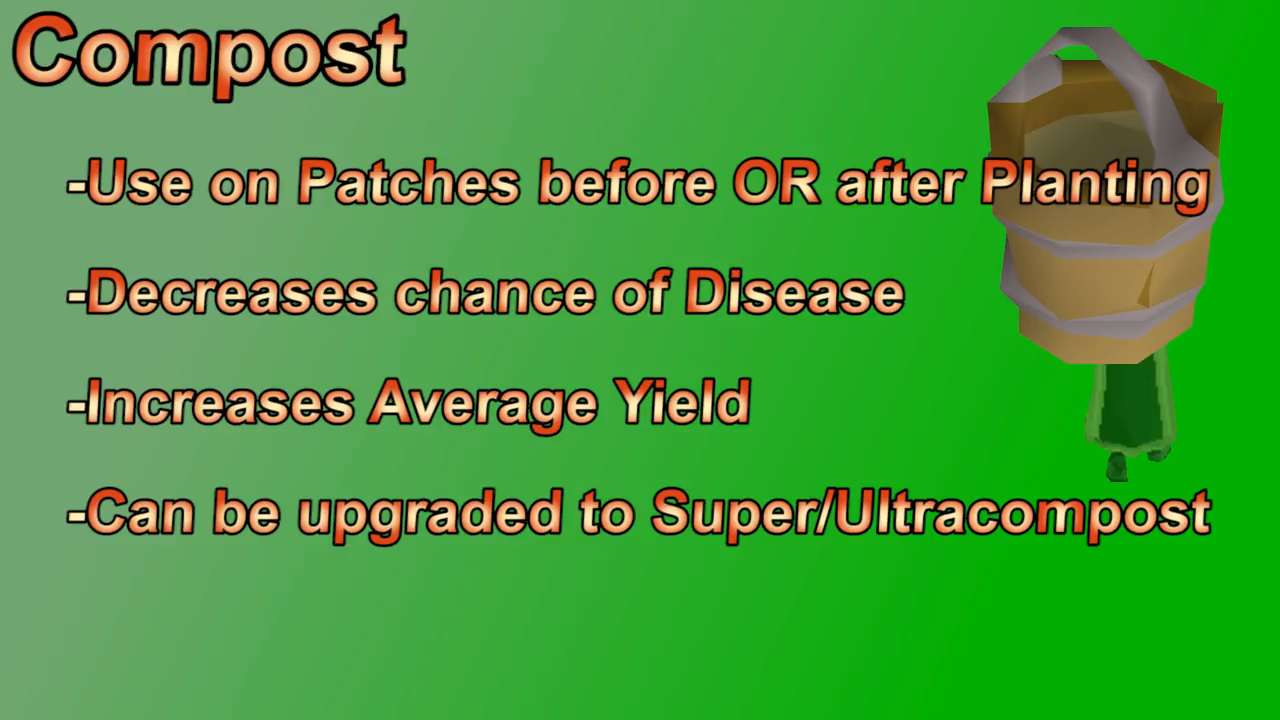 Compost
-Use on Patches before OR after Planting
-Decreases chance of Disease
-Increases Average Yield
-Can be upgraded to Super/Ultracompost